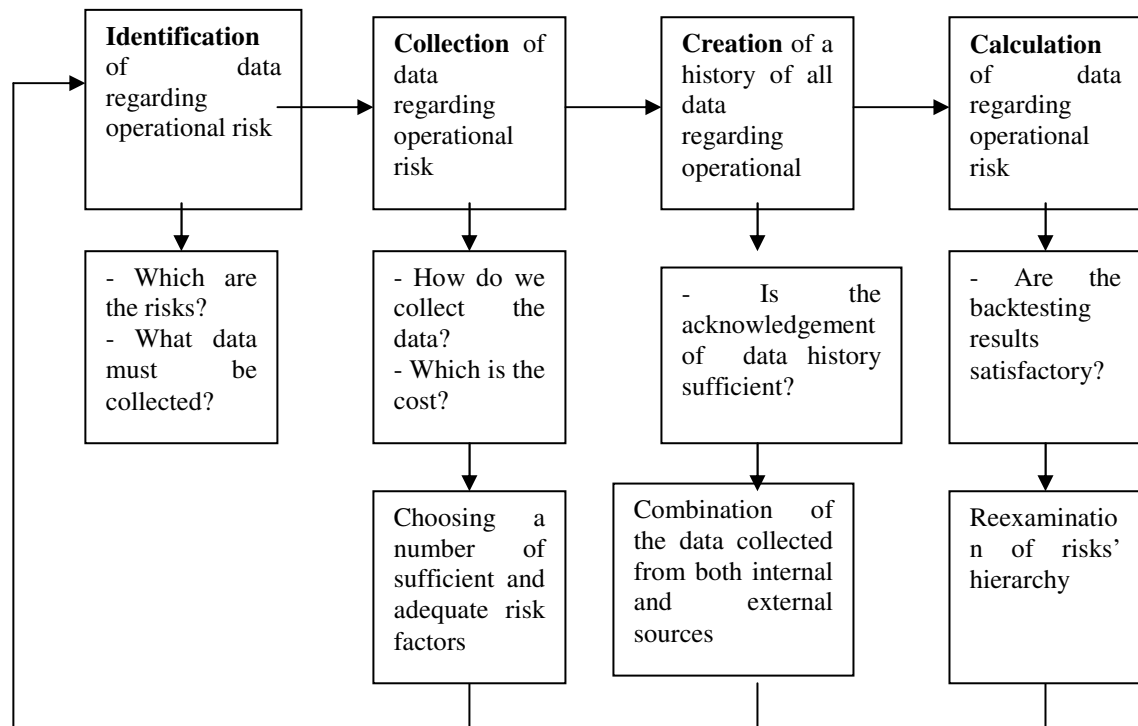 Identification
of data
regarding
operational risk
Collection of
data
regarding
operational
risk
Creation of a
history of all
data
regarding
operational
Calculation
of data
regarding
operational
risk
- Which are
the risks?
- What data
must be
collected?
- How do we
collect the
data?
- Which is the
cost?
- Is the
acknowledgement
of data history
sufficient?
- Are the
backtesting
results
satisfactory?
Choosing a
number of
sufficient and
adequate risk
factors
Combination of
the data collected
from both internal
and external
sources
Reexaminatio
n of risks’
hierarchy